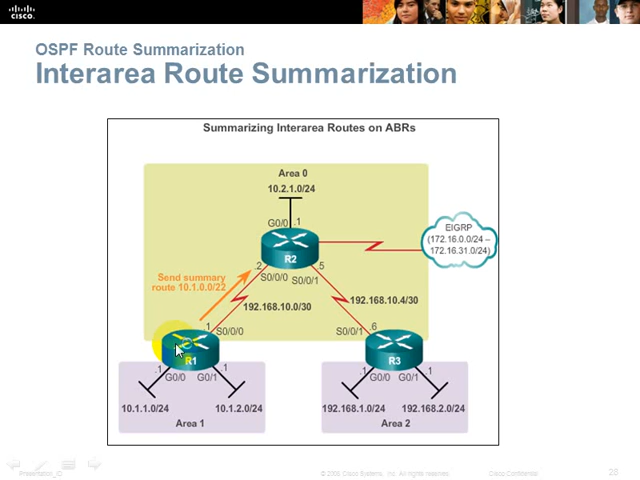 CISCO.
OSPF Route Summarization
Interarea Route Summarization
Summarizing Interarea Routes on ABRs
Area 0
10.2.1.0/24
G0/0
.1
EIGRP
(172.16.0.0/24 –
172.16.31.0/24)
R2
.2
.5
S0/0/0
S0/0/1
Send summary
route 10.1.0.0/22
192.168.10.0/30
192.168.10.4/30
.1
S0/0/0
S0/0/1
.6
R1
R3
.1
G0/0
G0/1
.1
.1
G0/0
G0/1
.1
10.1.1.0/24
10.1.2.0/24
192.168.1.0/24
192.168.2.0/24
Area 1
Area 2
Presentation_ID
© 2008 Cisco Systems, Inc. All rights reserved.
Cisco Confidential
26